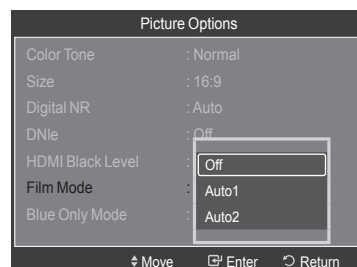 Picture Options
Color Tone : Normal
Size : 16:9
Digital NR : Auto
DNIe : Off
HDMI Black Level :
Film Mode :
Blue Only Mode :
Off
Auto1
Auto2
Move Enter Return